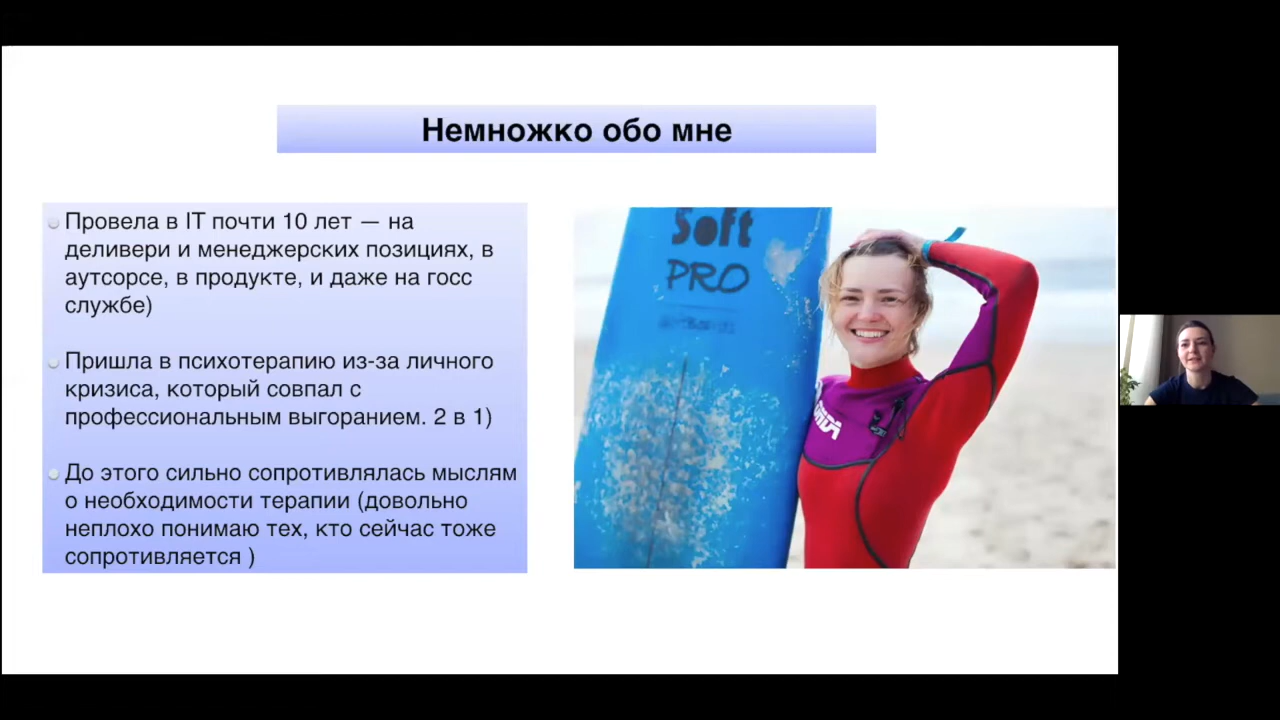 Немножко обо мне
Провела в IT почти 10 лет — на
деливери и менеджерских позициях, в
аутсорсе, в продукте, и даже на госс
службе)
Пришла в психотерапию из-за личного
кризиса, который совпал с
профессиональным выгоранием. 2 в 1)
До этого сильно сопротивлялась мыслям
о необходимости терапии (довольно
неплохо понимаю тех, кто сейчас тоже
сопротивляется )
Soft
PRO